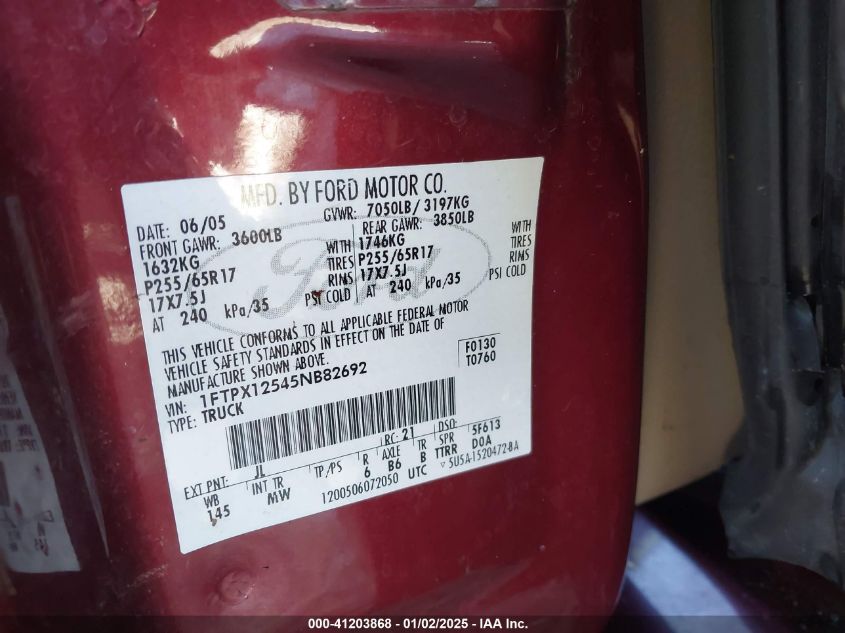 MFD. BY FORD MOTOR CO.
DATE: 06/05 GVWR: 7050LB/ 3197KG
FRONT GAWR: 3600LB REAR GAWR: 3850LB
1632KG WITH 1746KG WITH
P255/65R17 TIRES P255/65R17 TIRES
17X7.5J RIMS 17X7.5J RIMS
AT 240 kPa/35 PSI COLD AT 240 kPa/35 PSI COLD
Ford
THIS VEHICLE CONFORMS TO ALL APPLICABLE FEDERAL MOTOR
VEHICLE SAFETY STANDARDS IN EFFECT ON THE DATE OF
MANUFACTURE SHOWN ABOVE. F0130
VIN: 1FTPX12545NB82692 T0760
TYPE: TRUCK
EXT PNT: JL RC: 21 DSO: 5F613
WB INT TR TP/PS R AXLE TR SPR DOA
145 MW 6 B6 B TTRR
1200506072050 UTC ▽ 5U5A-1520472-BA
000-41203868 - 01/02/2025 - IAA Inc.